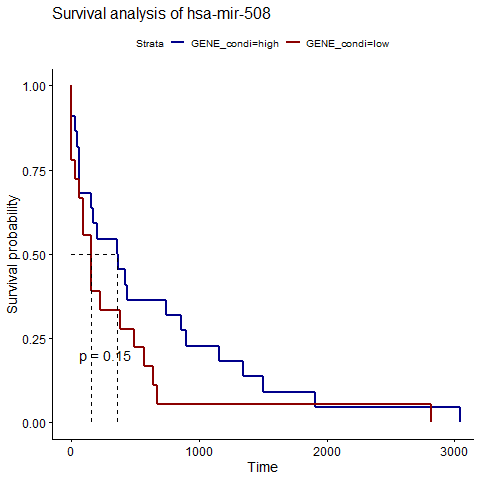 Survival analysis of hsa-mir-508
Strata GENE_condi=high GENE_condi=low
1.00
0.75
0.50
0.25
0.00
Survival probability
p = 0.15
0 1000 2000 3000
Time